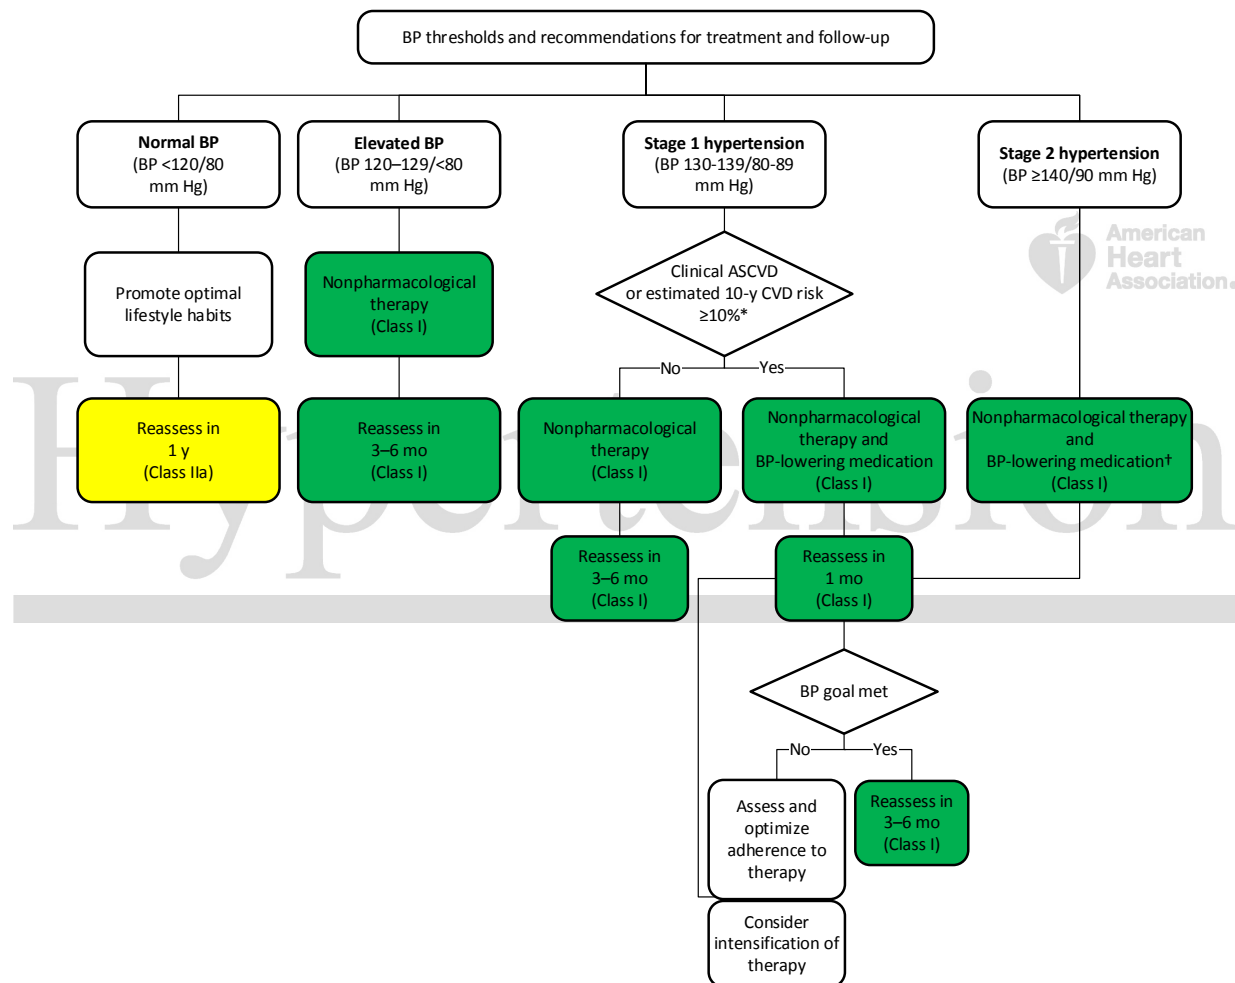 BP thresholds and recommendations for treatment and follow-up
Normal BP
(BP <120/80
mm Hg)
Elevated BP
(BP 120–129/<80
mm Hg)
Stage 1 hypertension
(BP 130-139/80-89
mm Hg)
Stage 2 hypertension
(BP ≥140/90 mm Hg)
American
Heart
Association.
Promote optimal
lifestyle habits
Nonpharmacological
therapy
(Class I)
Clinical ASCVD
or estimated 10-y CVD risk
≥10%*
No
Yes
Hypertension
Reassess in
1 y
(Class IIa)
Reassess in
3–6 mo
(Class I)
Nonpharmacological
therapy
(Class I)
Nonpharmacological
therapy and
BP-lowering medication
(Class I)
Nonpharmacological therapy
and
BP-lowering medication†
(Class I)
Reassess in
3–6 mo
(Class I)
Reassess in
1 mo
(Class I)
BP goal met
No
Yes
Assess and
optimize
adherence to
therapy
Reassess in
3–6 mo
(Class I)
Consider
intensification of
therapy